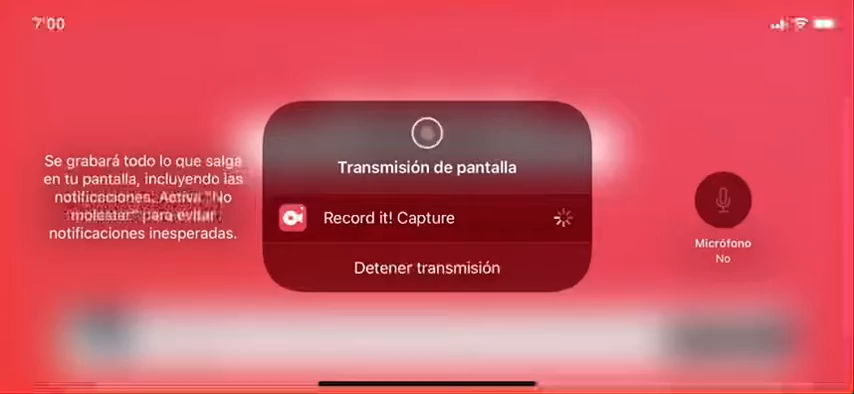 7:00
Se grabará todo lo que salga
en tu pantalla, incluyendo las
notificaciones. Activa "No
molestar" para evitar
notificaciones inesperadas.
Transmisión de pantalla
Record it! Capture
Detener transmisión
Micrófono
No